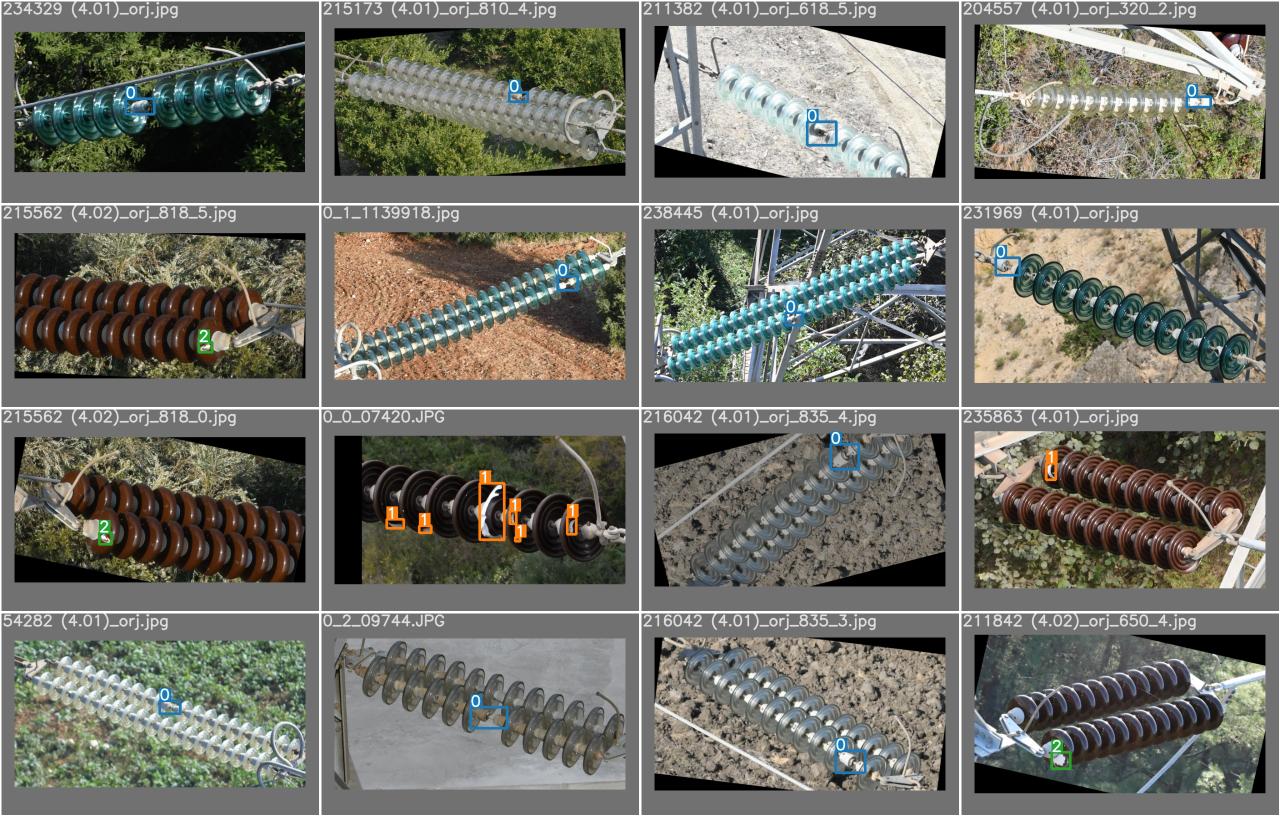 234329 (4.01)_orj.jpg
215173 (4.01)_orj_810_4.jpg
211382 (4.01)_orj_618_5.jpg
204557 (4.01)_orj_320_2.jpg
0
0
0
0
215562 (4.02)_orj_818_5.jpg
0_1_1139918.jpg
238445 (4.01)_orj.jpg
231969 (4.01)_orj.jpg
2
0
0
0
215562 (4.02)_orj_818_0.jpg
0_0_07420.JPG
216042 (4.01)_orj_835_4.jpg
235863 (4.01)_orj.jpg
2
1
1
1
1
1
1
0
1
54282 (4.01)_orj.jpg
0_2_09744.JPG
216042 (4.01)_orj_835_3.jpg
211842 (4.02)_orj_650_4.jpg
0
0
0
2